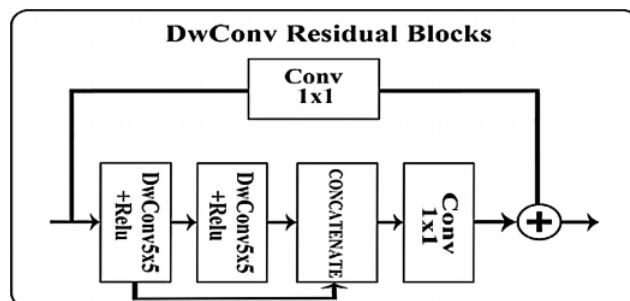 DwConv Residual Blocks
Conv
1x1
DwConv5x5
+Relu
DwConv5x5
+Relu
CONCATENATE
Conv
1x1
+